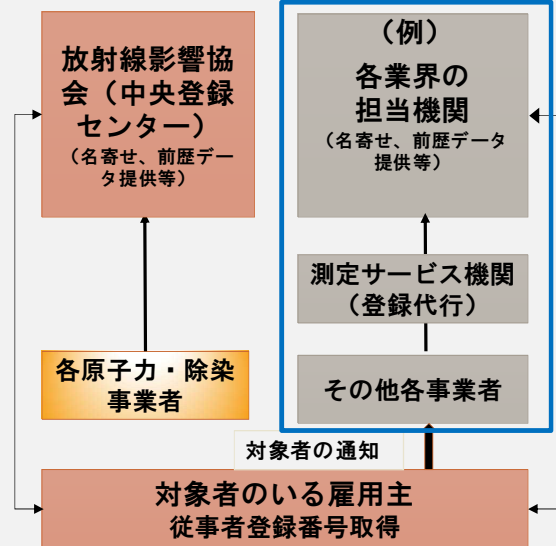 放射線影響協
会（中央登録
センター）
（名寄せ、前歴デー
タ提供等）
（例）
各業界の
担当機関
（名寄せ、前歴データ
提供等）
測定サービス機関
（登録代行）
各原子力・除染
事業者
その他各事業者
対象者の通知
対象者のいる雇用主
従事者登録番号取得